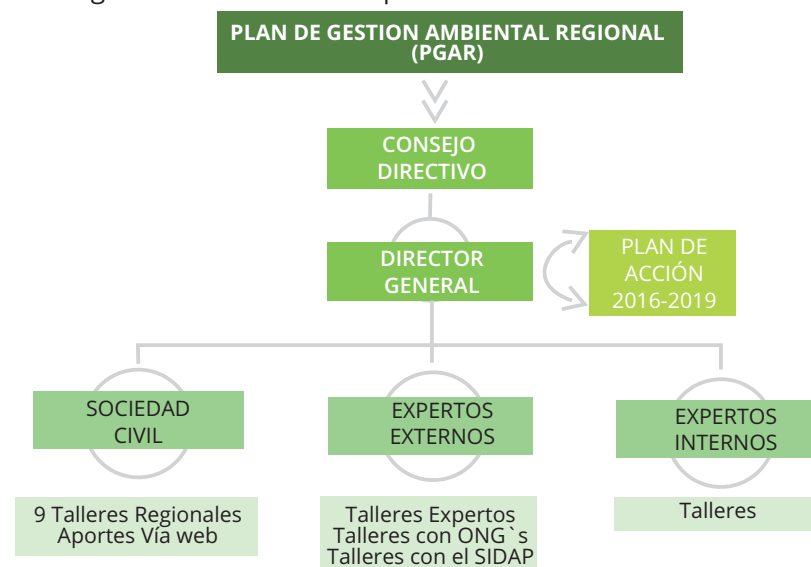 PLAN DE GESTION AMBIENTAL REGIONAL
(PGAR)
CONSEJO
DIRECTIVO
DIRECTOR
GENERAL
PLAN DE
ACCIÓN
2016-2019
SOCIEDAD
CIVIL
EXPERTOS
EXTERNOS
EXPERTOS
INTERNOS
9 Talleres Regionales
Aportes Vía web
Talleres Expertos
Talleres con ONG`s
Talleres con el SIDAP
Talleres